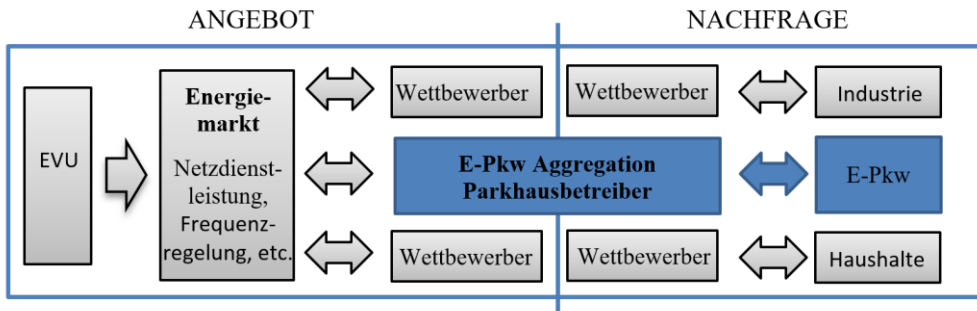 ANGEBOT
NACHFRAGE
EVU
Energie-
markt
Netzdienst-
leistung,
Frequenz-
regelung, etc.
Wettbewerber
Wettbewerber
Industrie
E-Pkw Aggregation
Parkhausbetreiber
E-Pkw
Wettbewerber
Wettbewerber
Haushalte